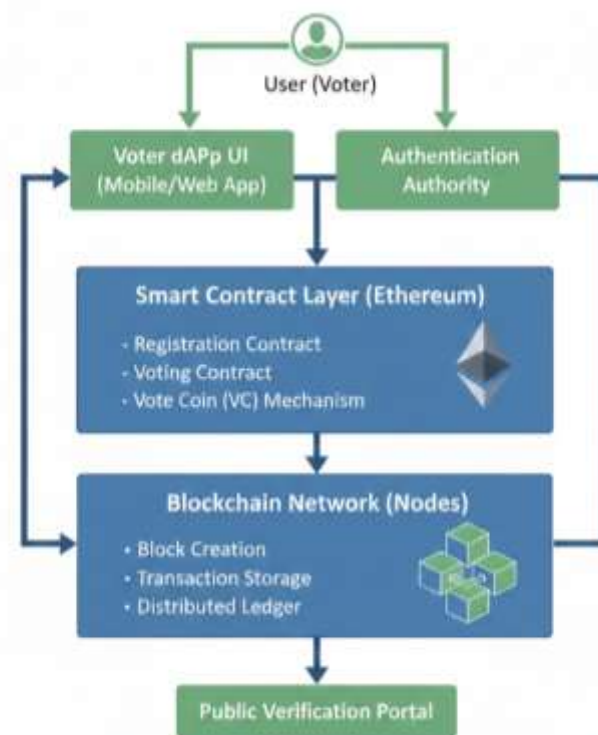 User (Voter)
Voter dAPp UI
(Mobile/Web App)
Authentication
Authority
Smart Contract Layer (Ethereum)
- Registration Contract
- Voting Contract
- Vote Coin (VC) Mechanism
Blockchain Network (Nodes)
• Block Creation
• Transaction Storage
• Distributed Ledger
Public Verification Portal